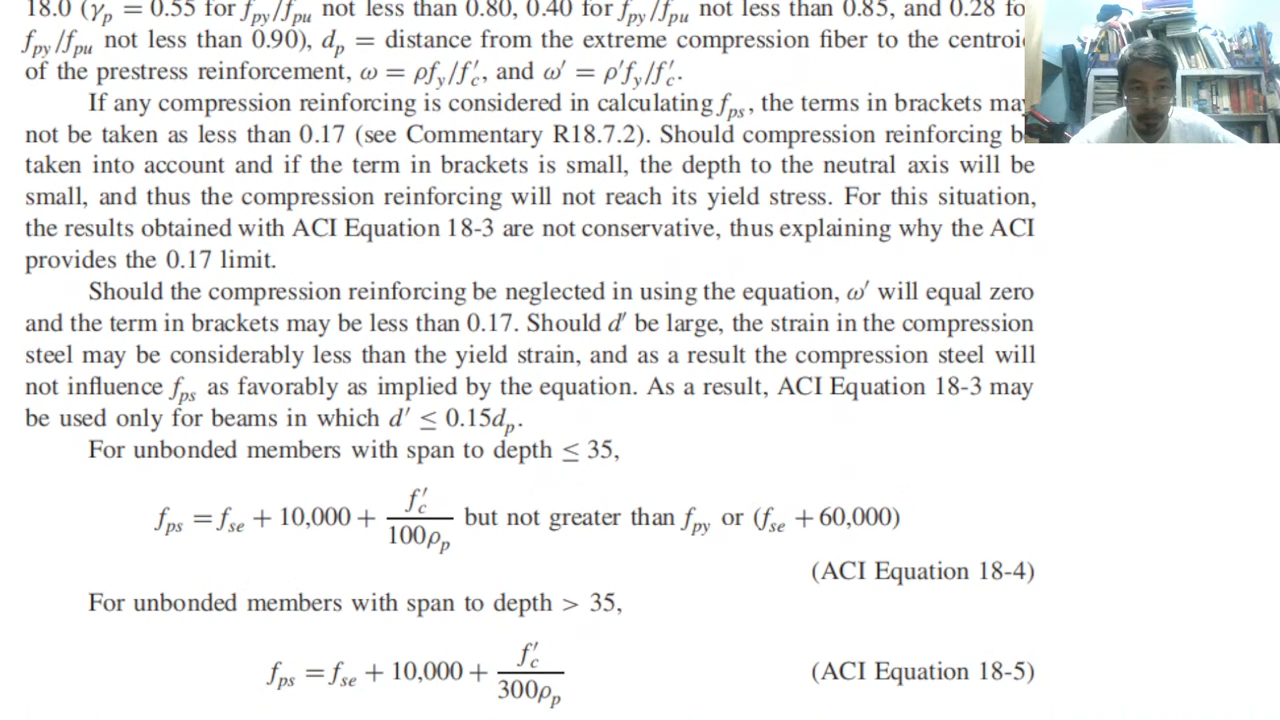 18.0 (γp = 0.55 for fpy/fpu not less than 0.80, 0.40 for fpy/fpu not less than 0.85, and 0.28 fo
fpy/fpu not less than 0.90), dp = distance from the extreme compression fiber to the centroi
of the prestress reinforcement, ω = ρfy/f′c, and ω′ = ρ′fy/f′c.
If any compression reinforcing is considered in calculating fps, the terms in brackets may
not be taken as less than 0.17 (see Commentary R18.7.2). Should compression reinforcing b
taken into account and if the term in brackets is small, the depth to the neutral axis will be
small, and thus the compression reinforcing will not reach its yield stress. For this situation,
the results obtained with ACI Equation 18-3 are not conservative, thus explaining why the ACI
provides the 0.17 limit.
Should the compression reinforcing be neglected in using the equation, ω′ will equal zero
and the term in brackets may be less than 0.17. Should d′ be large, the strain in the compression
steel may be considerably less than the yield strain, and as a result the compression steel will
not influence fps as favorably as implied by the equation. As a result, ACI Equation 18-3 may
be used only for beams in which d′ ≤ 0.15dp.
For unbonded members with span to depth ≤ 35,
fps = fse + 10,000 + f′c / 100ρp but not greater than fpy or (fse + 60,000)
(ACI Equation 18-4)
For unbonded members with span to depth > 35,
fps = fse + 10,000 + f′c / 300ρp (ACI Equation 18-5)